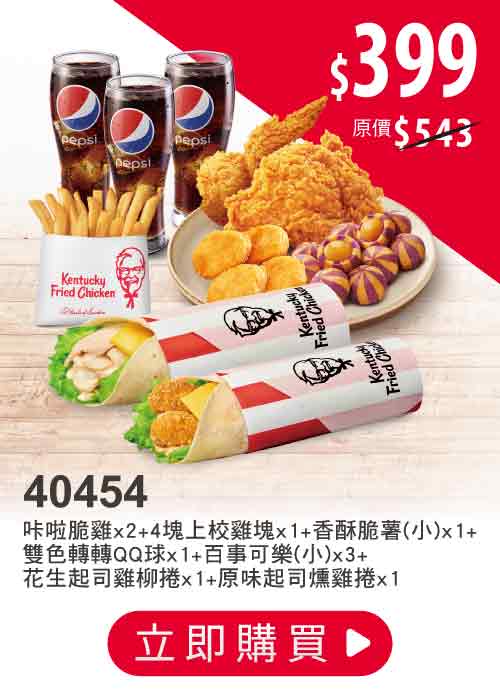 $399
原價$543
pepsi
pepsi
pepsi
Kentucky
Fried Chicken
Kentucky
Fried Chicken
Kentucky
Fried Chicken
40454
咔啦脆雞x2+4塊上校雞塊x1+香酥脆薯(小)x1+
雙色轉轉QQ球x1+百事可樂(小)x3+
花生起司雞柳捲x1+原味起司燻雞捲x1
立即購買